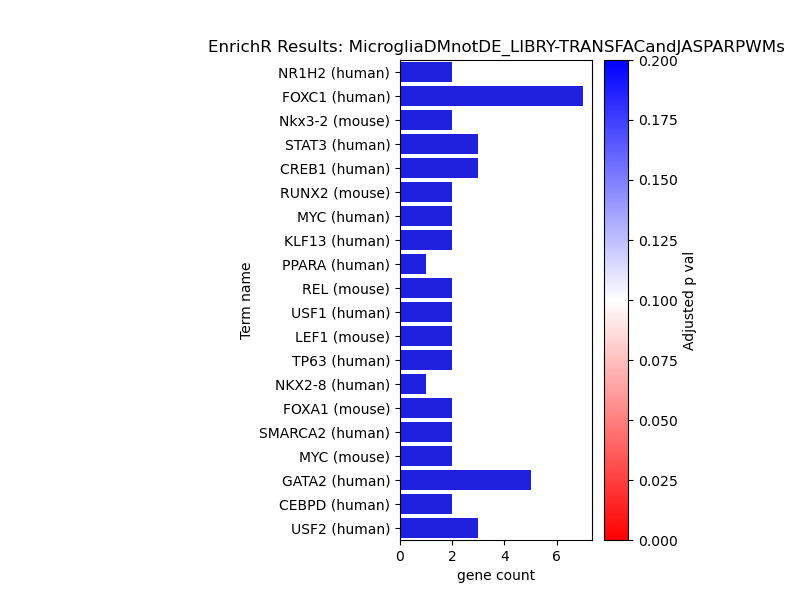 EnrichR Results: MicrogliaDMnotDE_LIBRY-TRANSFACandJASPARPWMs
NR1H2 (human)
FOXC1 (human)
Nkx3-2 (mouse)
STAT3 (human)
CREB1 (human)
RUNX2 (mouse)
MYC (human)
KLF13 (human)
PPARA (human)
REL (mouse)
USF1 (human)
LEF1 (mouse)
TP63 (human)
NKX2-8 (human)
FOXA1 (mouse)
SMARCA2 (human)
MYC (mouse)
GATA2 (human)
CEBPD (human)
USF2 (human)
Term name
0 2 4 6
gene count
0.200
0.175
0.150
0.125
0.100
0.075
0.050
0.025
0.000
Adjusted p val